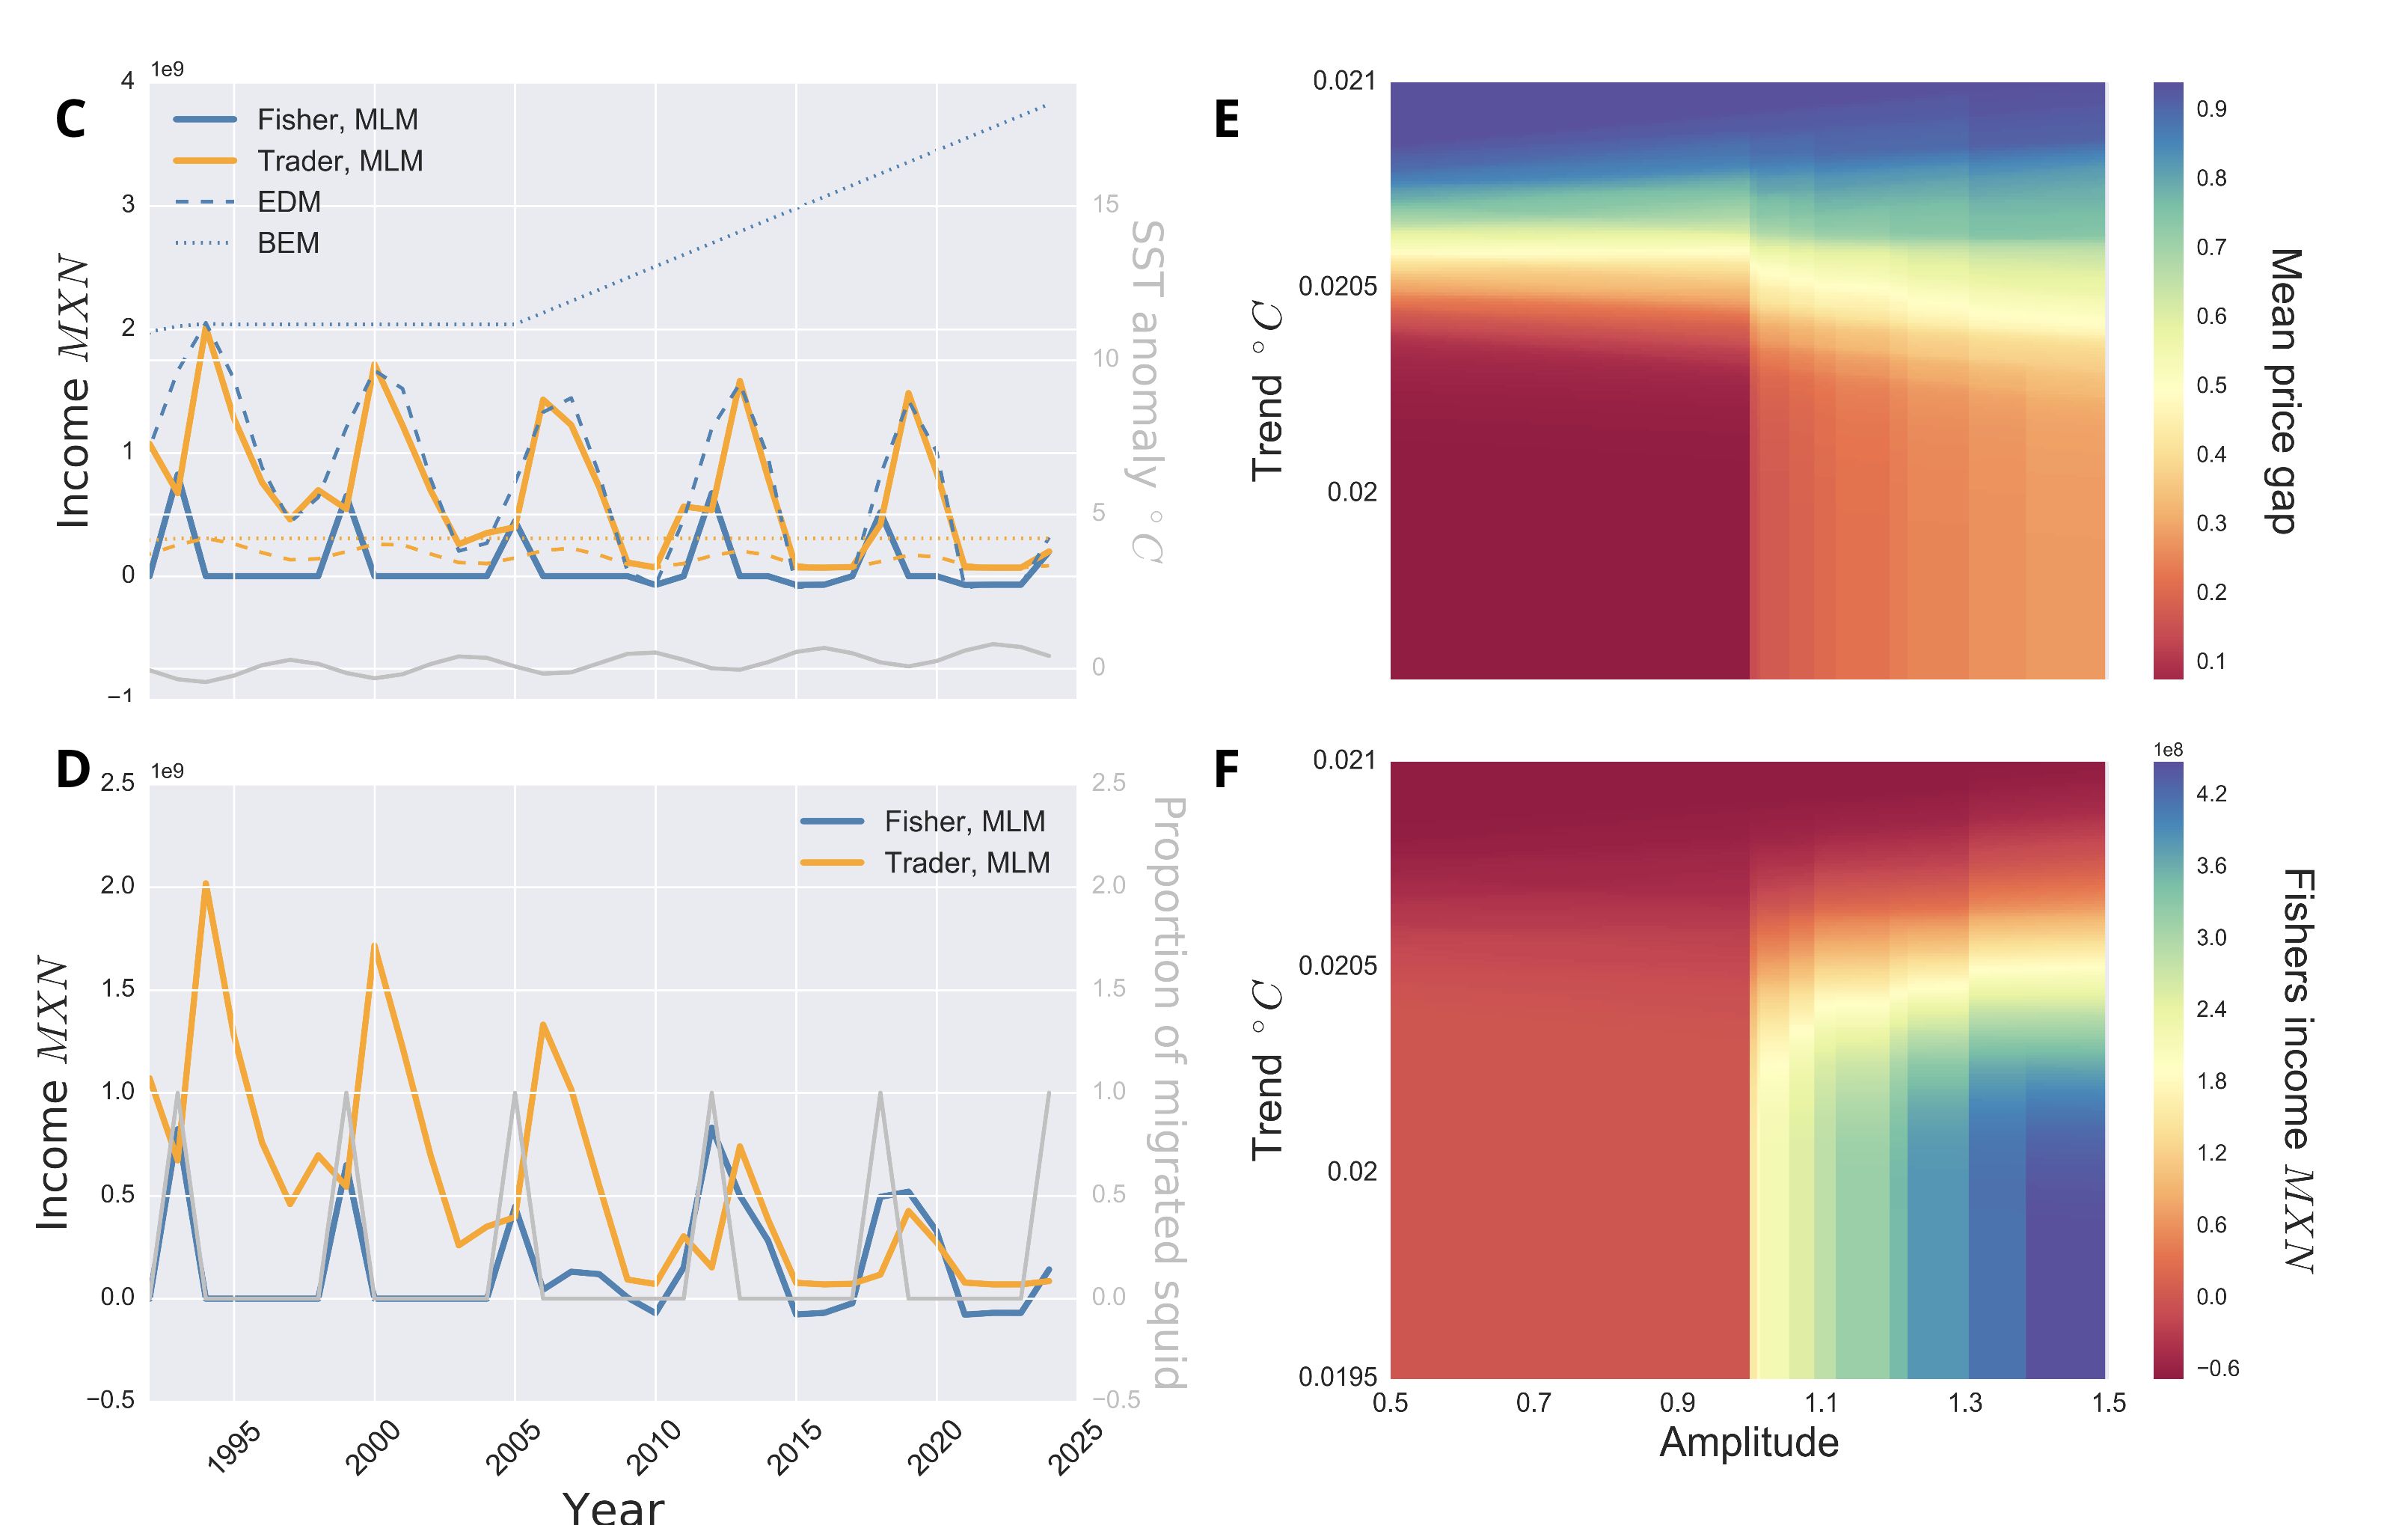 C
1e9
4
3
2
1
0
−1
Income MXN
Fisher, MLM
Trader, MLM
EDM
BEM
15
10
5
0
SST anomaly °C
D
1e9
2.5
2.0
1.5
1.0
0.5
0.0
−0.5
Income MXN
Fisher, MLM
Trader, MLM
2.5
2.0
1.5
1.0
0.5
0.0
−0.5
Proportion of migrated squid
1995
2000
2005
2010
2015
2020
2025
Year
E
0.021
0.0205
0.02
Trend °C
0.9
0.8
0.7
0.6
0.5
0.4
0.3
0.2
0.1
Mean price gap
F
0.021
0.0205
0.02
0.0195
Trend °C
0.5
0.7
0.9
1.1
1.3
1.5
Amplitude
1e8
4.2
3.6
3.0
2.4
1.8
1.2
0.6
0.0
−0.6
Fishers income MXN